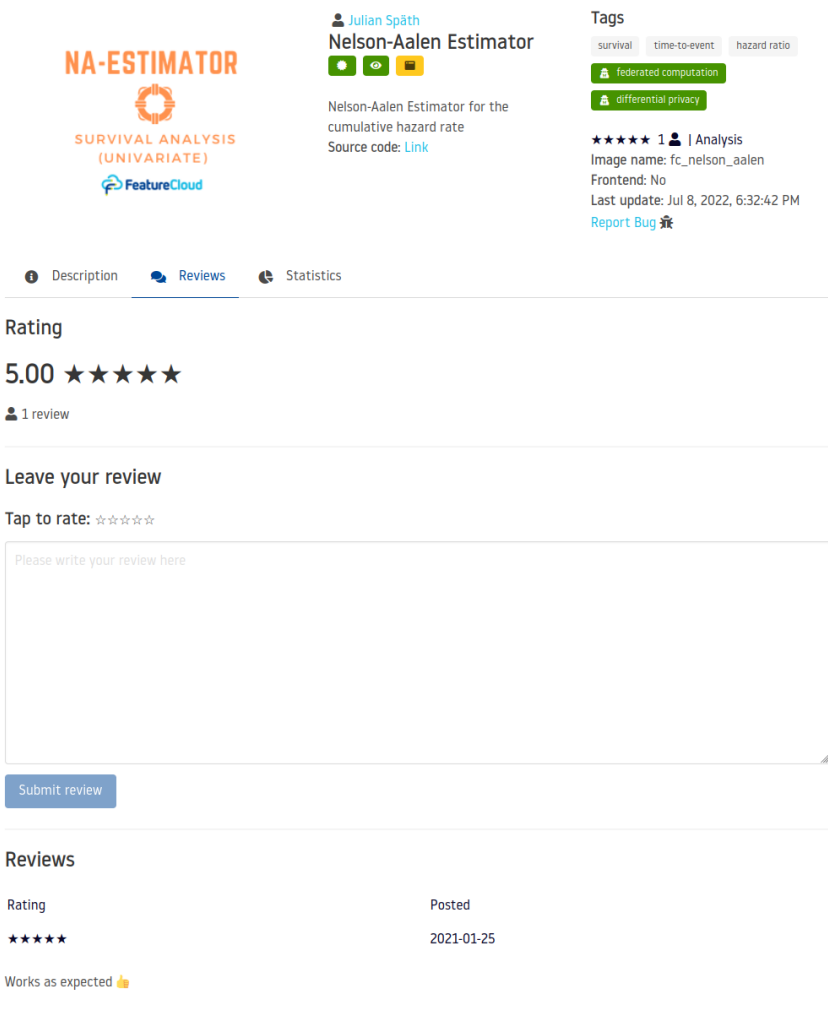 NA-ESTIMATOR
SURVIVAL ANALYSIS
(UNIVARIATE)
FeatureCloud
Julian Späth
Nelson-Aalen Estimator
Nelson-Aalen Estimator for the
cumulative hazard rate
Source code: Link
Tags
survival time-to-event hazard ratio
federated computation
differential privacy
★★★★★ 1 | Analysis
Image name: fc_nelson_aalen
Frontend: No
Last update: Jul 8, 2022, 6:32:42 PM
Report Bug
Description Reviews Statistics
Rating
5.00 ★★★★★
1 review
Leave your review
Tap to rate: ☆☆☆☆☆
Please write your review here
Submit review
Reviews
Rating Posted
★★★★★ 2021-01-25
Works as expected 👍